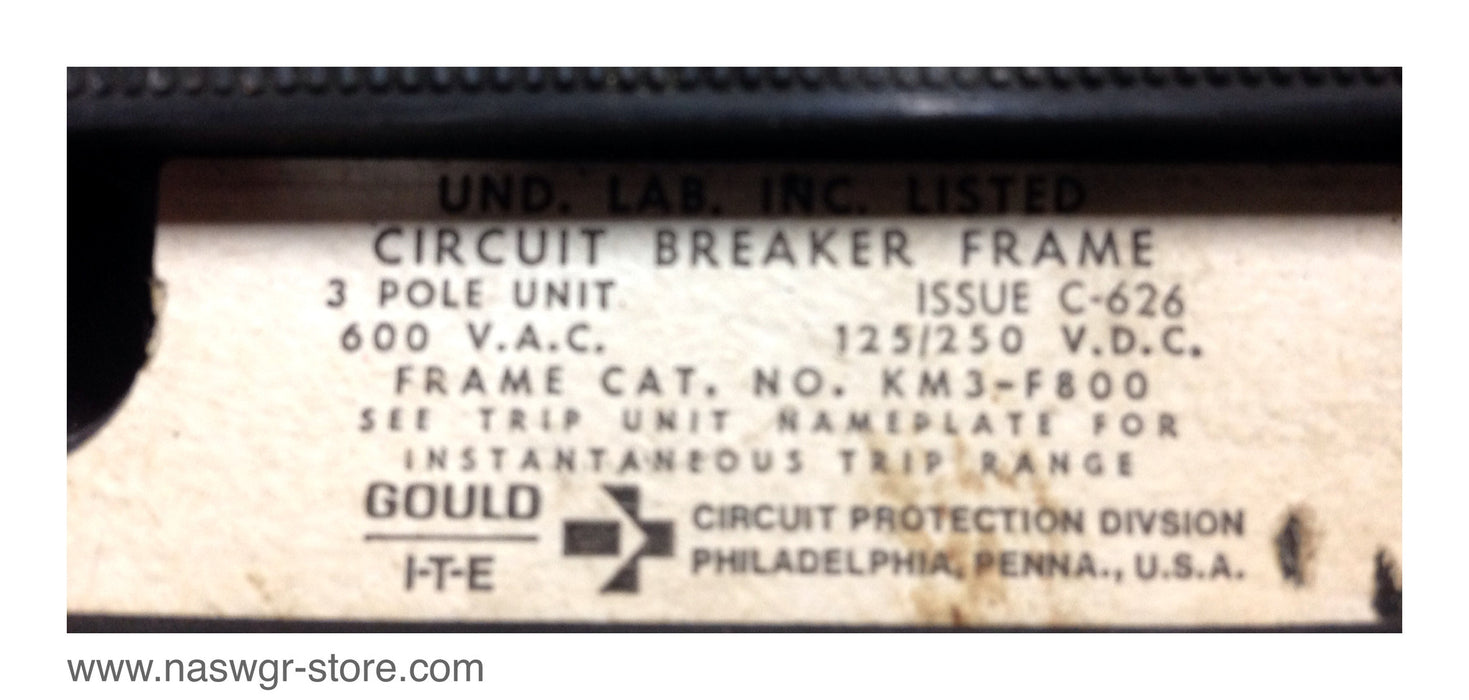 UND. LAB. INC. LISTED
CIRCUIT BREAKER FRAME
3 POLE UNIT ISSUE C-626
600 V.A.C. 125/250 V.D.C.
FRAME CAT. NO. KM3-F800
SEE TRIP UNIT NAMEPLATE FOR
INSTANTANEOUS TRIP RANGE
GOULD
I-T-E
CIRCUIT PROTECTION DIVSION
PHILADELPHIA, PENNA., U.S.A.
www.naswgr-store.com